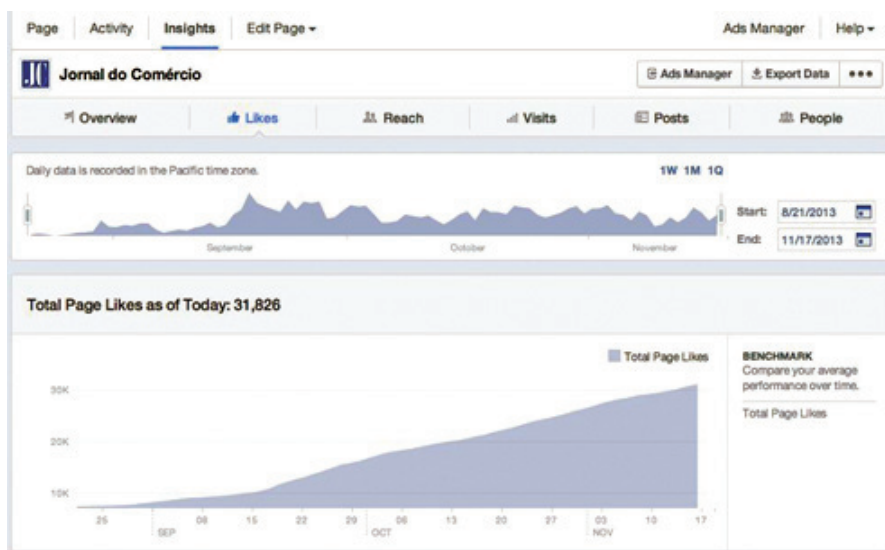 Page Activity Insights Edit Page Ads Manager Help
JC Jornal do Comércio Ads Manager Export Data
Overview Likes Reach Visits Posts People
Daily data is recorded in the Pacific time zone. 1W 1M 1Q
Start: 8/21/2013
End: 11/17/2013
September October November
Total Page Likes as of Today: 31,826
Total Page Likes
BENCHMARK
Compare your average
performance over time.
Total Page Likes
30K
20K
10K
25 08 15 22 29 06 13 20 27 03 10 17
SEP OCT NOV